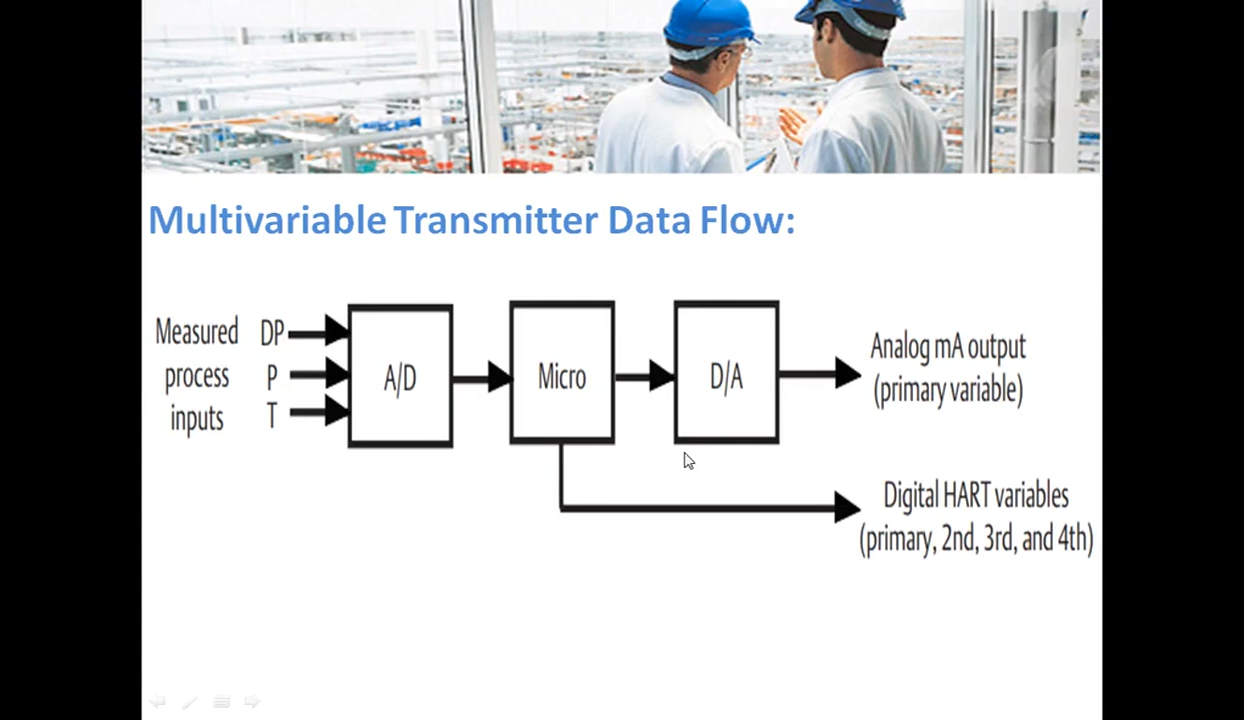 Multivariable Transmitter Data Flow:
Measured
process
inputs
DP
P
T
A/D
Micro
D/A
Analog mA output
(primary variable)
Digital HART variables
(primary, 2nd, 3rd, and 4th)